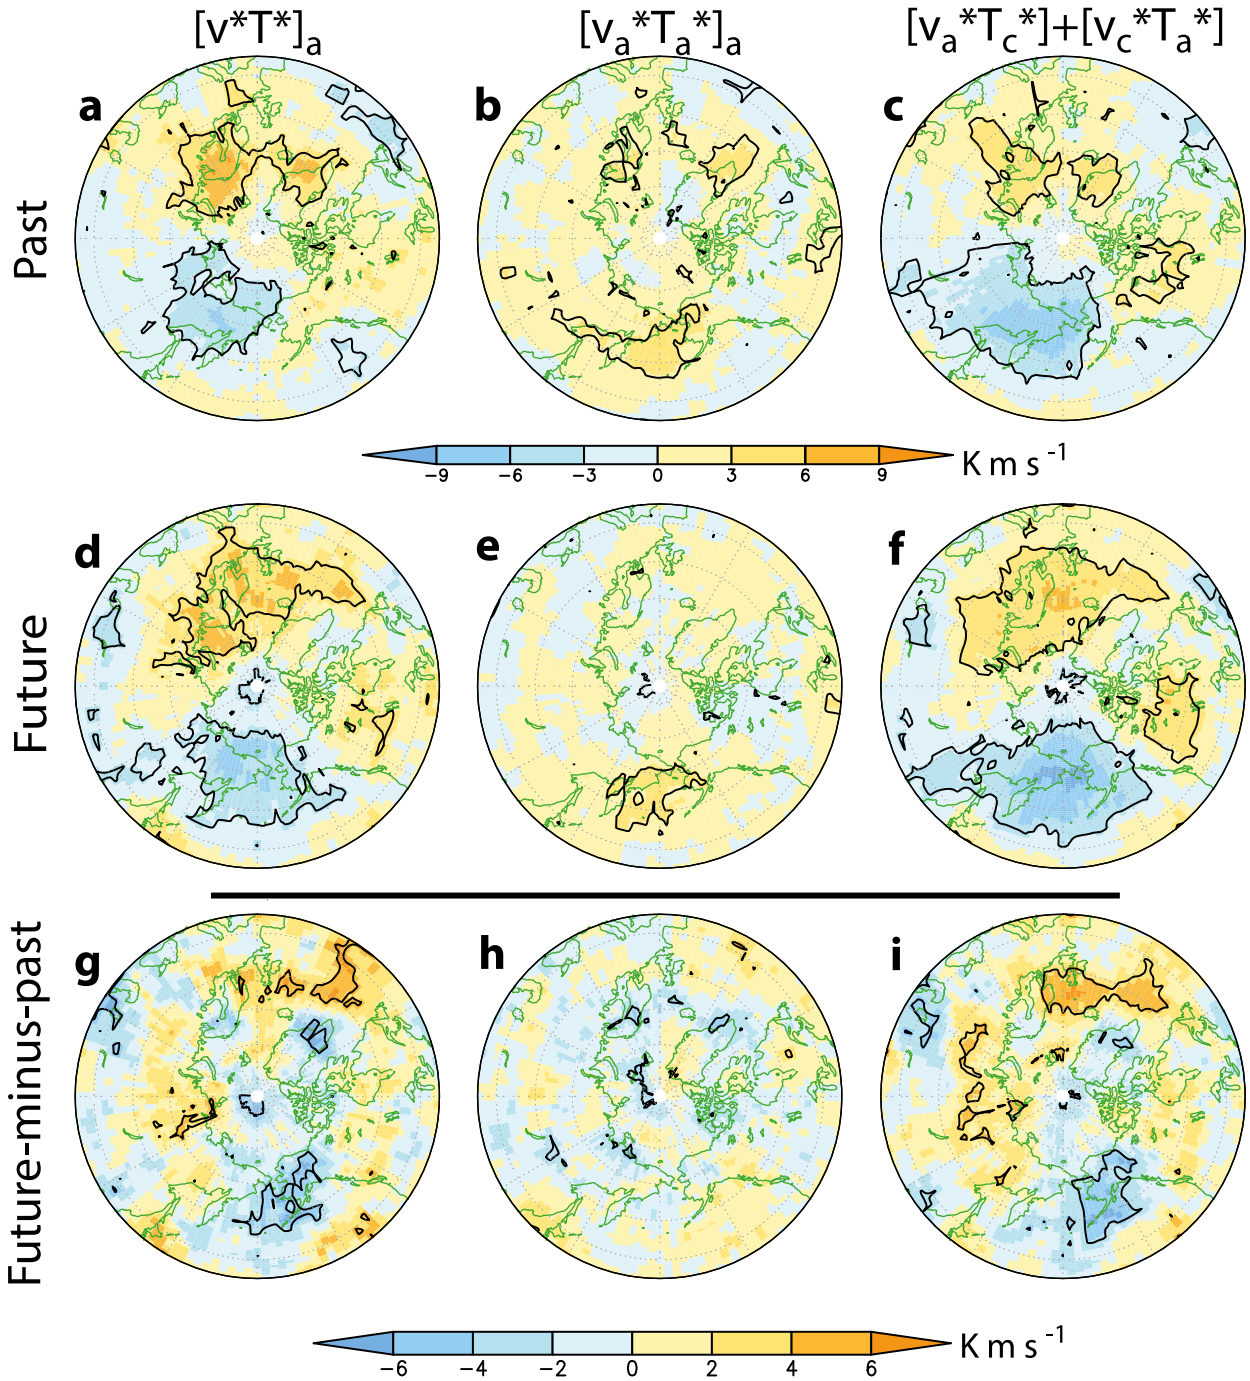 [v*T*]a
[va*Ta*]a
[va*Tc*]+[vc*Ta*]
Past
a
b
c
−9 −6 −3 0 3 6 9
K m s-1
Future
d
e
f
Future-minus-past
g
h
i
−6 −4 −2 0 2 4 6
K m s-1